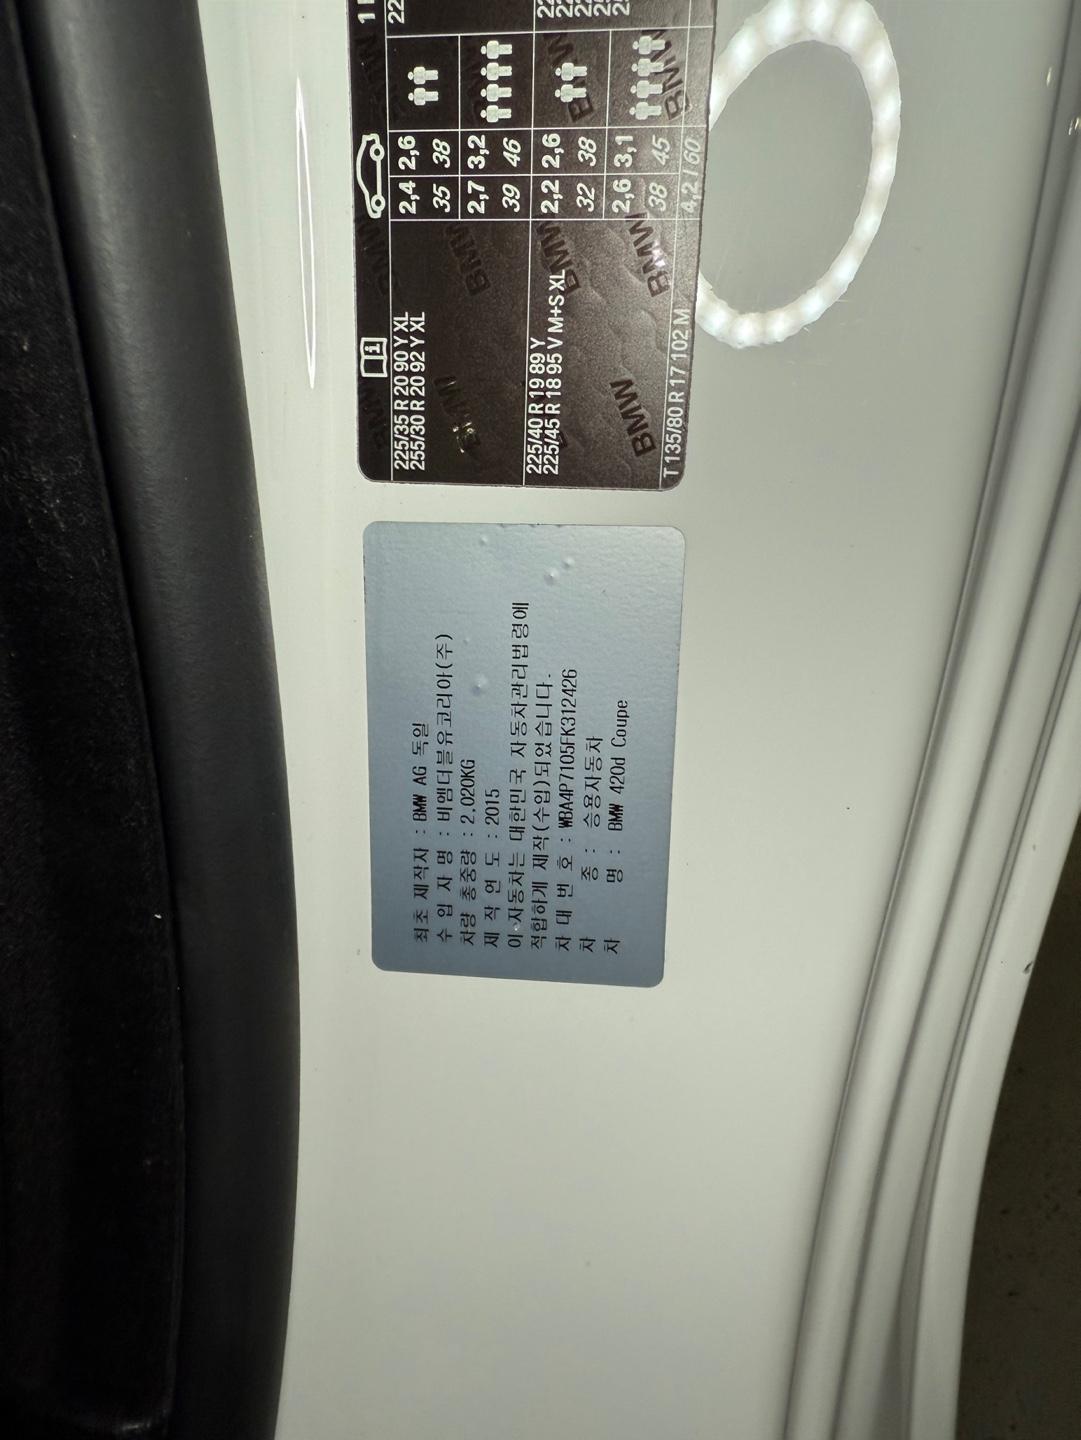 225/35 R 20 90 Y XL
255/30 R 20 92 Y XL
2,4 2,6
35 38
2,7 3,2
39 46
225/40 R 19 89 Y
225/45 R 18 95 V M+S XL
2,2 2,6
32 38
2,6 3,1
38 45
T 135/80 R 17 102 M
4,2 / 60
BMW
BMW
BMW
BMW
최초 제작자 : BMW AG 독일
수 입 자 명 : 비엠더블유코리아(주)
차량 총중량 : 2,020KG
제 작 연 도 : 2015
이 자동차는 대한민국 자동차관리법령에
적합하게 제작(수입)되었습니다.
차 대 번 호 : WBA4P7105FK312426
차 종 : 승용자동차
차 명 : BMW 420d Coupe